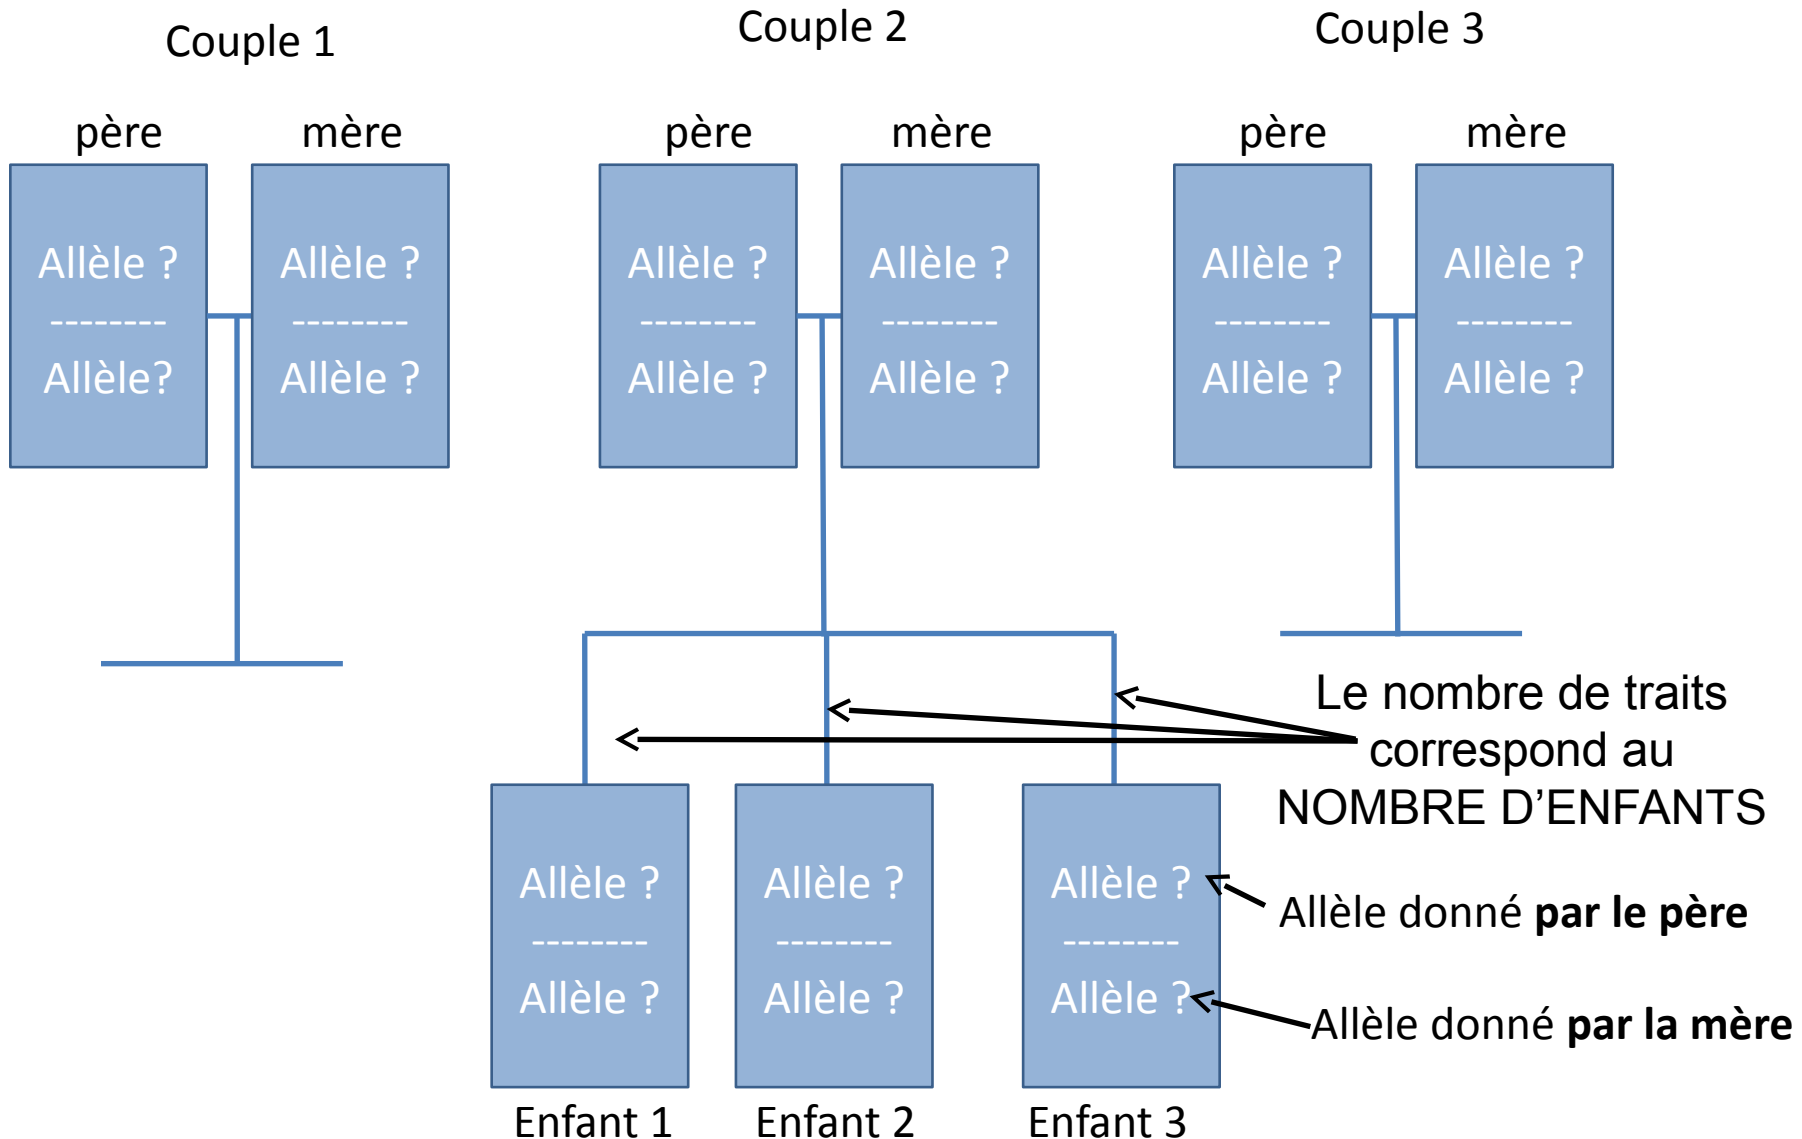 Couple 1
Couple 2
Couple 3
père
mère
père
mère
père
mère
Allèle ?
--------
Allèle?
Allèle ?
--------
Allèle ?
Allèle ?
--------
Allèle ?
Allèle ?
--------
Allèle ?
Allèle ?
--------
Allèle ?
Allèle ?
--------
Allèle ?
Le nombre de traits
correspond au
NOMBRE D’ENFANTS
Allèle ?
--------
Allèle ?
Allèle ?
--------
Allèle ?
Allèle ?
--------
Allèle ?
Allèle donné par le père
Allèle donné par la mère
Enfant 1
Enfant 2
Enfant 3